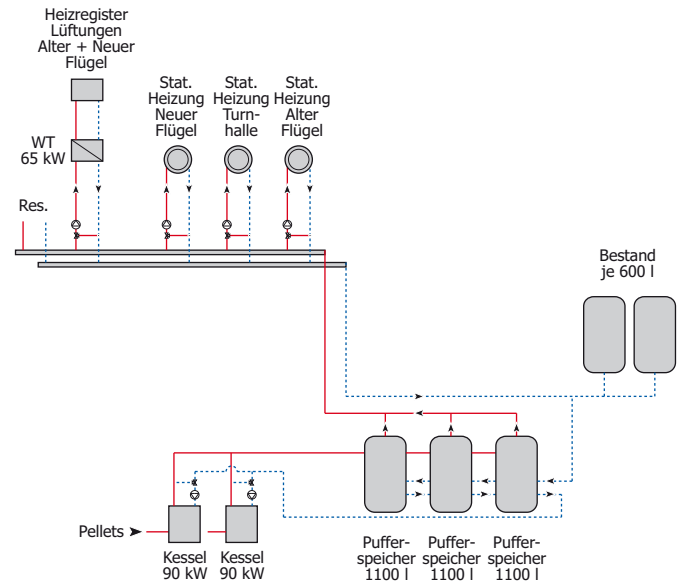 Heizregister
Lüftungen
Alter + Neuer
Flügel
WT
65 kW
Stat.
Heizung
Neuer
Flügel
Stat.
Heizung
Turn-
halle
Stat.
Heizung
Alter
Flügel
Res.
Bestand
je 600 l
Pellets
Kessel
90 kW
Kessel
90 kW
Puffer-
speicher
1100 l
Puffer-
speicher
1100 l
Puffer-
speicher
1100 l